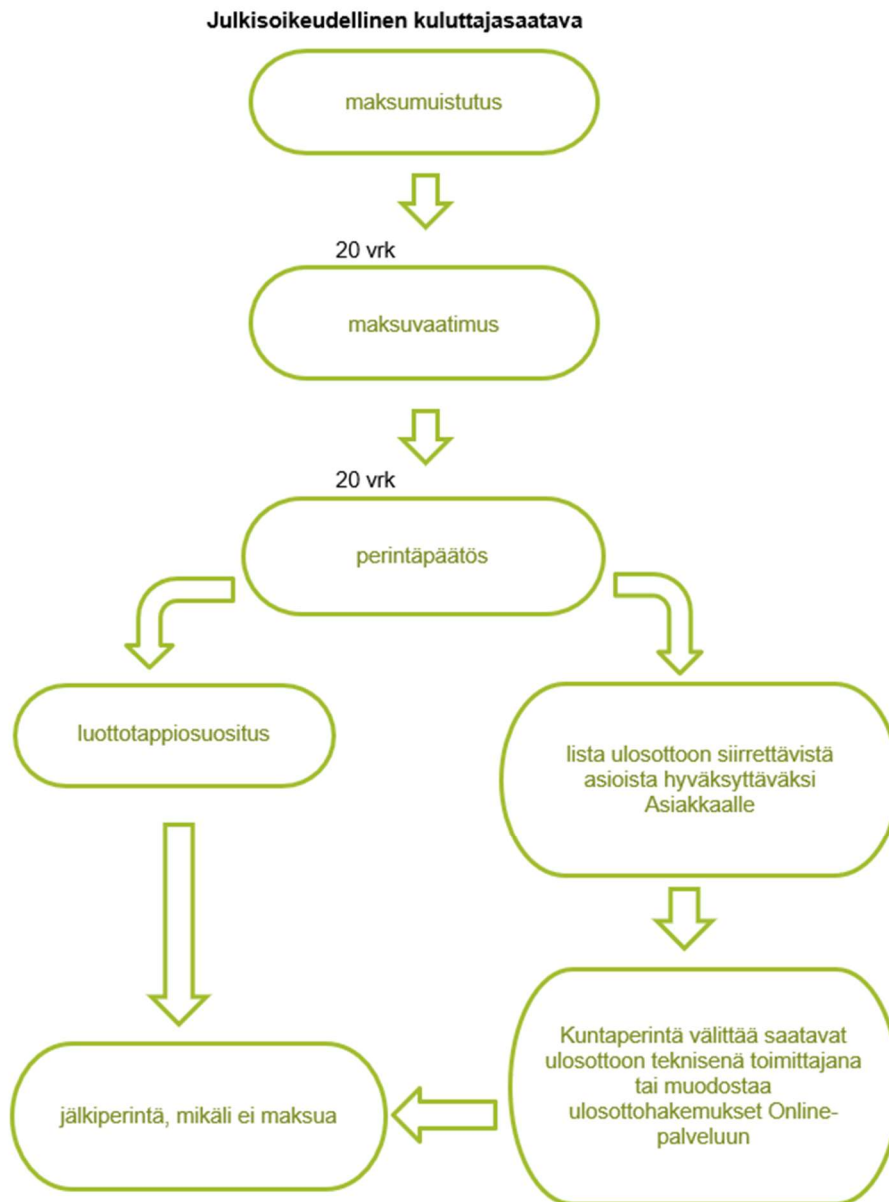 Julkisoikeudellinen kuluttajasaatava
maksumuistutus
20 vrk
maksuvaatimus
20 vrk
perintäpäätös
luottotappiosuositus
lista ulosottoon siirrettävistä
asioista hyväksyttäväksi
Asiakkaalle
Kuntaperintä välittää saatavat
ulosottoon teknisenä toimittajana
tai muodostaa
ulosottohakemukset Online-
palveluun
jälkiperintä, mikäli ei maksua